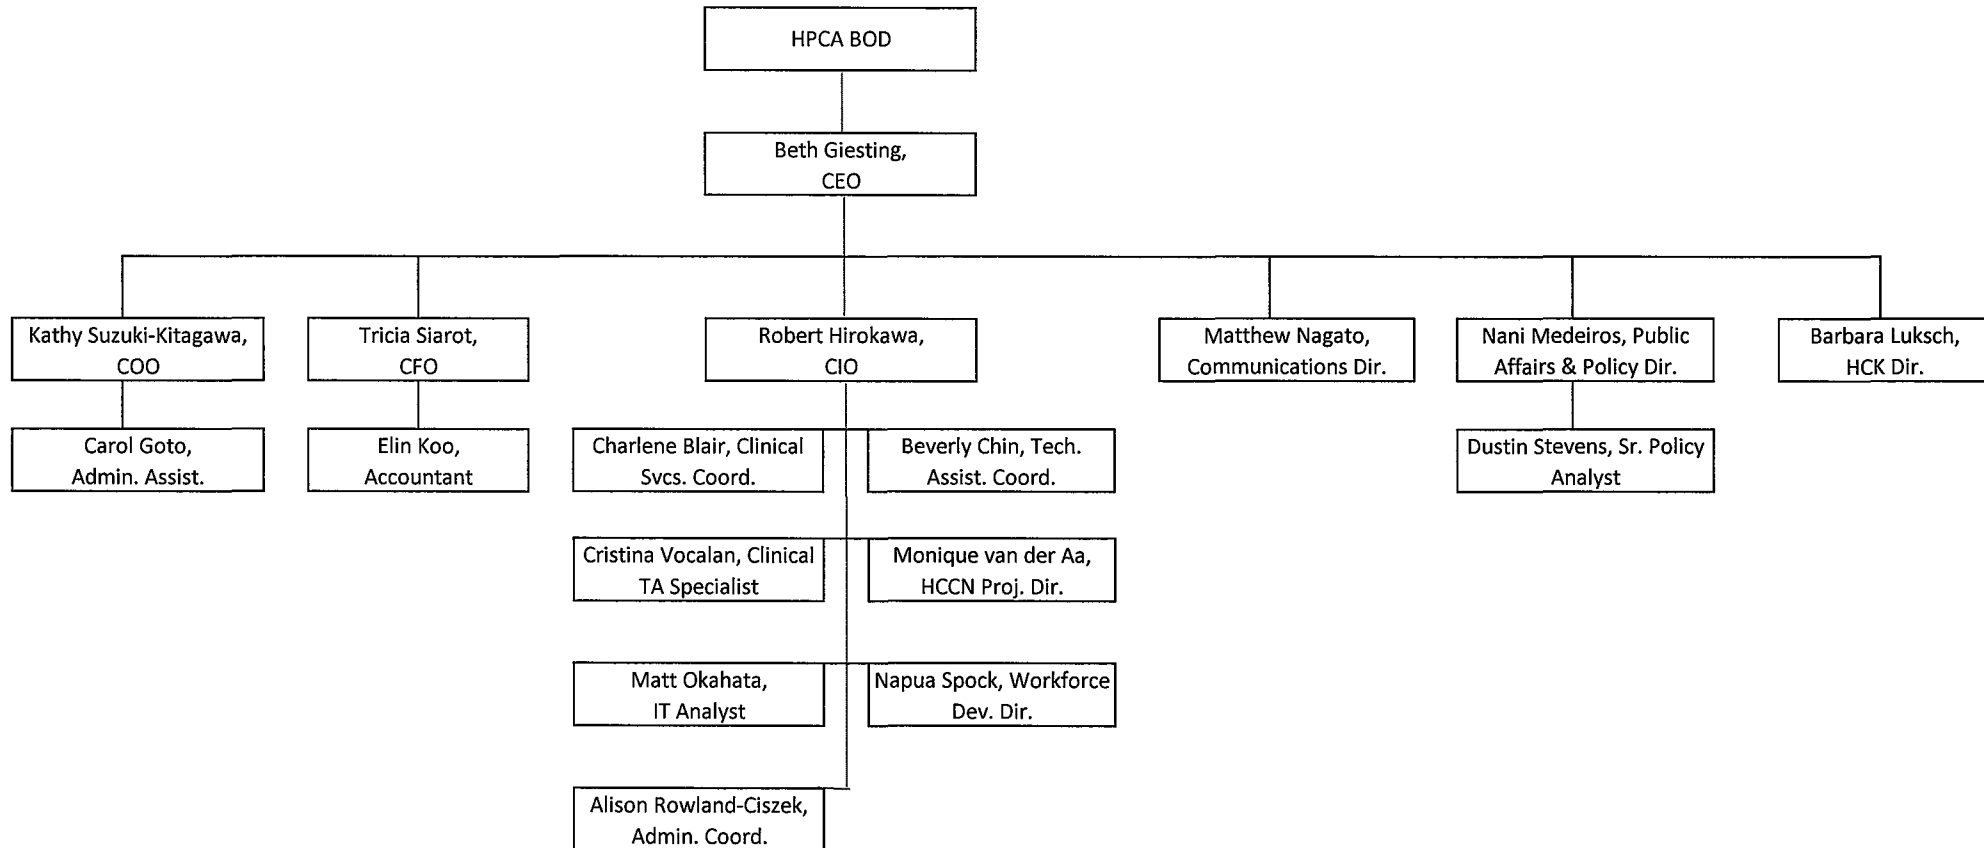 HPCA BOD
Beth Giesting,
CEO
Kathy Suzuki-Kitagawa,
COO
Tricia Siarot,
CFO
Robert Hirokawa,
CIO
Matthew Nagato,
Communications Dir.
Nani Medeiros, Public
Affairs & Policy Dir.
Barbara Luksch,
HCK Dir.
Carol Goto,
Admin. Assist.
Elin Koo,
Accountant
Charlene Blair, Clinical
Svcs. Coord.
Beverly Chin, Tech.
Assist. Coord.
Dustin Stevens, Sr. Policy
Analyst
Cristina Vocalan, Clinical
TA Specialist
Monique van der Aa,
HCCN Proj. Dir.
Matt Okahata,
IT Analyst
Napua Spock, Workforce
Dev. Dir.
Alison Rowland-Ciszek,
Admin. Coord.